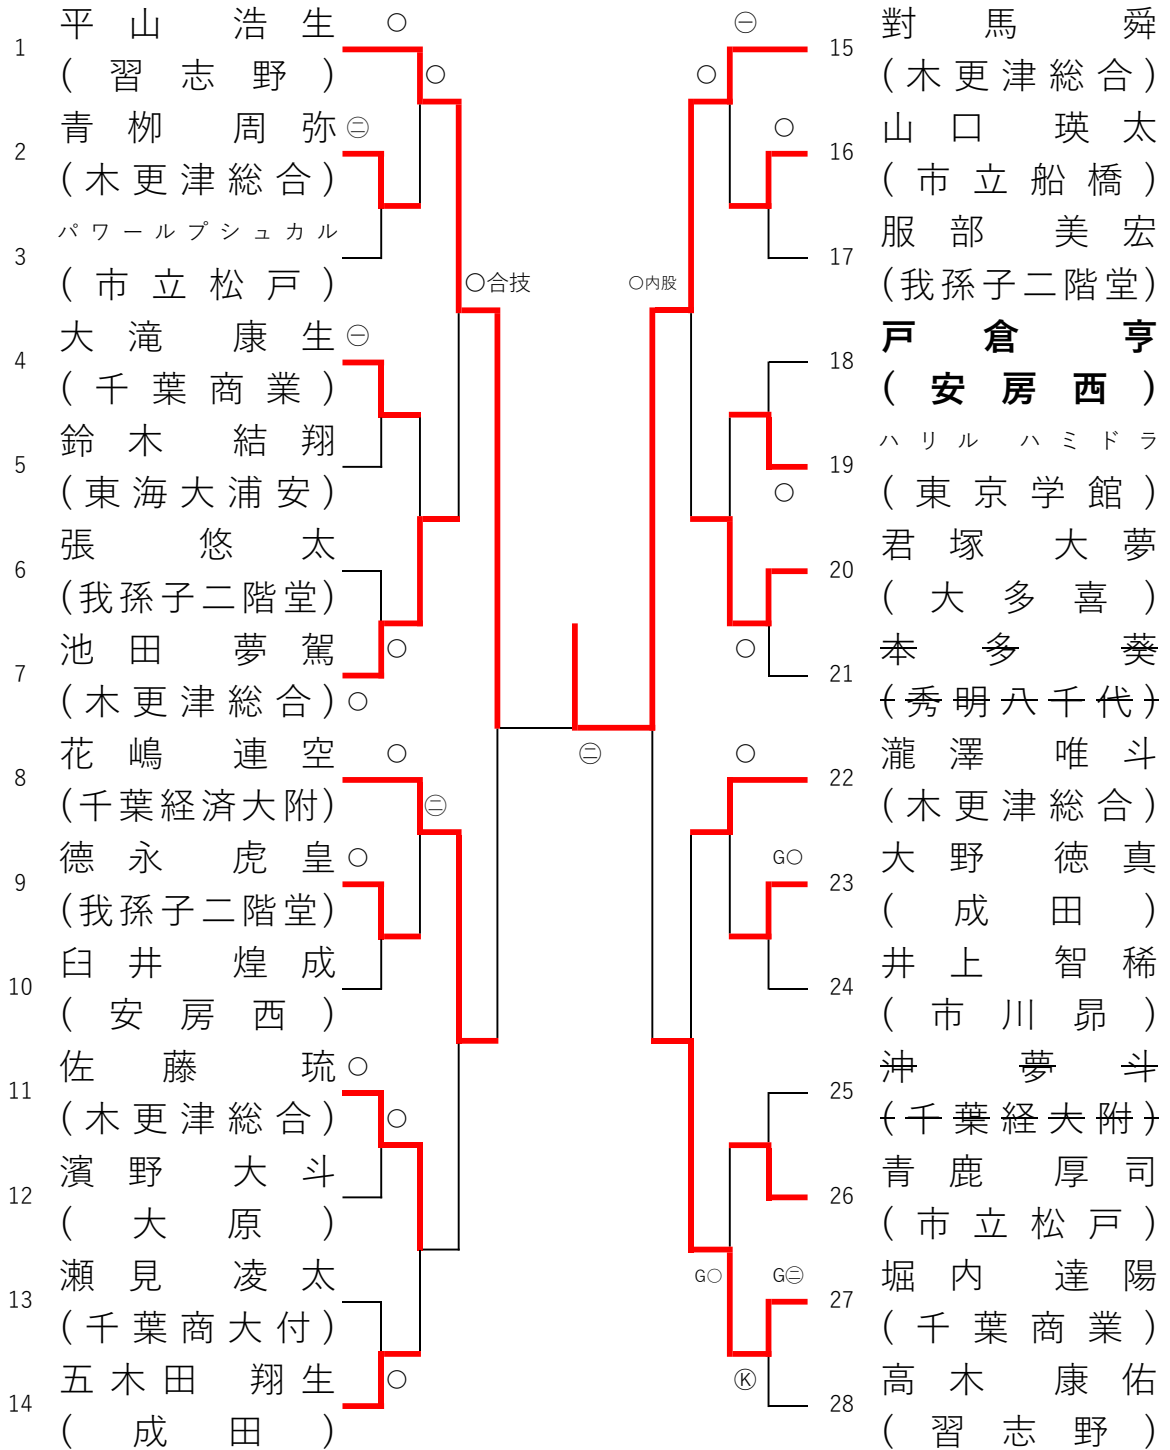 1 平山 浩生 ○
(習志野) ○
2 青栁 周弥 ㊁
(木更津総合)
3 パワールプシュカル
(市立松戸)
○合技
4 大滝 康生 ㊀
(千葉商業)
5 鈴木 結翔
(東海大浦安)
6 張 悠太
(我孫子二階堂)
7 池田 夢駕 ○
(木更津総合) ○
8 花嶋 連空 ○
(千葉経済大附) ㊁
9 德永 虎皇 ○
(我孫子二階堂)
10 臼井 煌成
(安房西)
11 佐藤 琉 ○
(木更津総合) ○
12 濱野 大斗
(大原)
13 瀬見 凌太
(千葉商大付)
14 五木田 翔生 ○
(成田)
㊁
㊀ 15 對馬 舜
○ (木更津総合)
○ 16 山口 瑛太
(市立船橋)
17 服部 美宏
(我孫子二階堂)
○内股
18 戸倉 亨
(安房西)
19 ハリル ハミドラ
○ (東京学館)
20 君塚 大夢
(大多喜)
○ 21 本多 葵
(秀明八千代)
○ 22 瀧澤 唯斗
(木更津総合)
G○ 23 大野 徳真
(成田)
24 井上 智稀
(市川昴)
25 沖 夢斗
(千葉経大附)
26 青鹿 厚司
(市立松戸)
G○ G㊁ 27 堀内 達陽
(千葉商業)
Ⓚ 28 高木 康佑
(習志野)